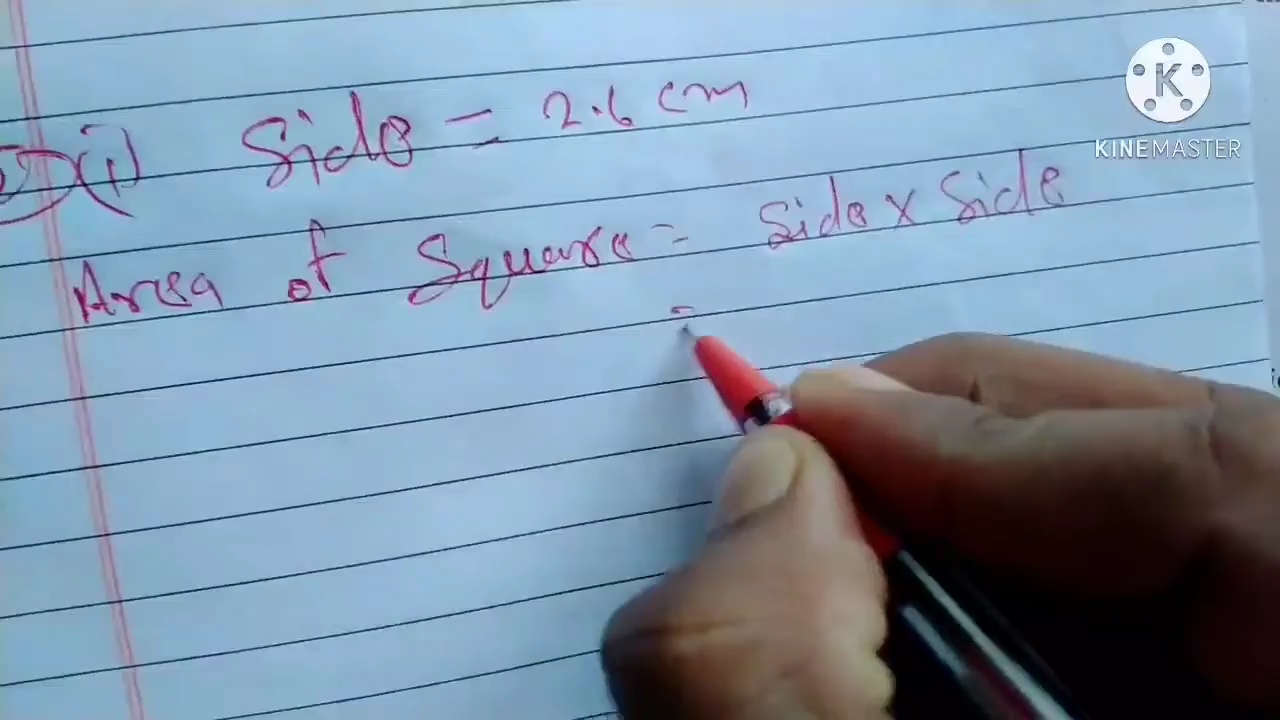 (i) Side = 2.6 cm
Area of Square = Side x Side
=
K
KINEMASTER